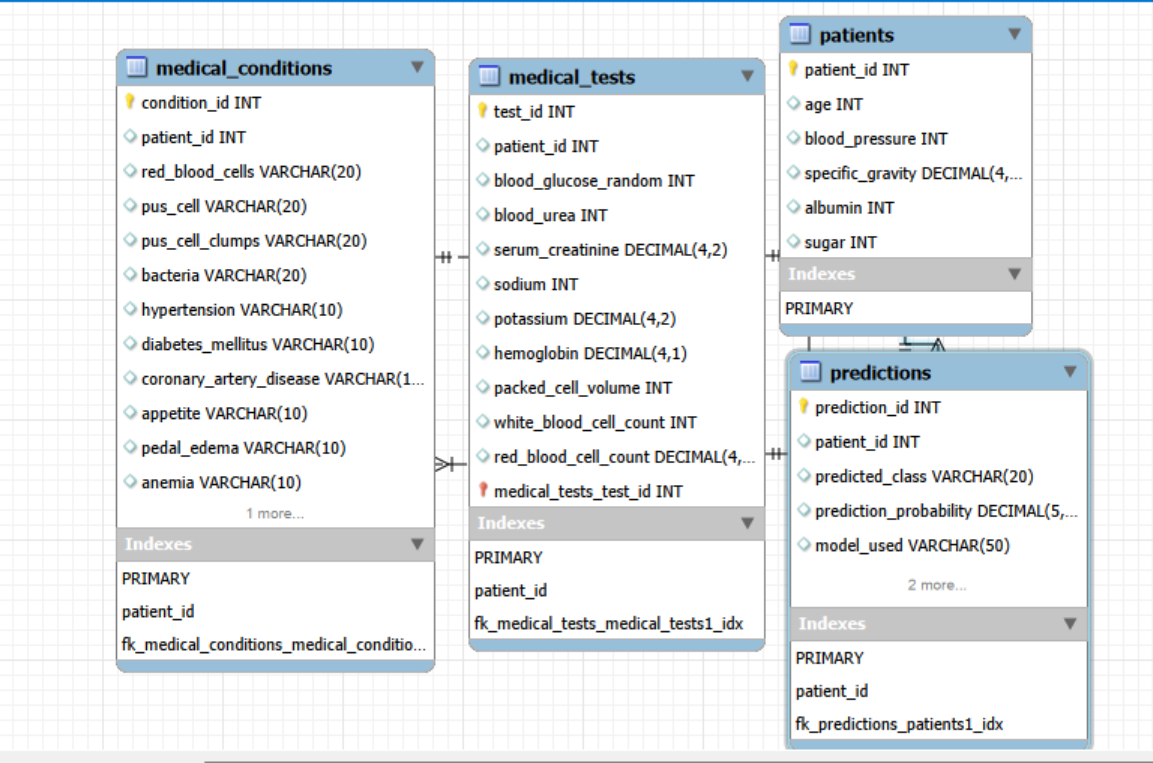 medical_conditions
condition_id INT
patient_id INT
red_blood_cells VARCHAR(20)
pus_cell VARCHAR(20)
pus_cell_clumps VARCHAR(20)
bacteria VARCHAR(20)
hypertension VARCHAR(10)
diabetes_mellitus VARCHAR(10)
coronary_artery_disease VARCHAR(1...
appetite VARCHAR(10)
pedal_edema VARCHAR(10)
anemia VARCHAR(10)
1 more...
Indexes
PRIMARY
patient_id
fk_medical_conditions_medical_conditio...
medical_tests
test_id INT
patient_id INT
blood_glucose_random INT
blood_urea INT
serum_creatinine DECIMAL(4,2)
sodium INT
potassium DECIMAL(4,2)
hemoglobin DECIMAL(4,1)
packed_cell_volume INT
white_blood_cell_count INT
red_blood_cell_count DECIMAL(4,...
medical_tests_test_id INT
Indexes
PRIMARY
patient_id
fk_medical_tests_medical_tests1_idx
patients
patient_id INT
age INT
blood_pressure INT
specific_gravity DECIMAL(4,...
albumin INT
sugar INT
Indexes
PRIMARY
predictions
prediction_id INT
patient_id INT
predicted_class VARCHAR(20)
prediction_probability DECIMAL(5,...
model_used VARCHAR(50)
2 more...
Indexes
PRIMARY
patient_id
fk_predictions_patients1_idx